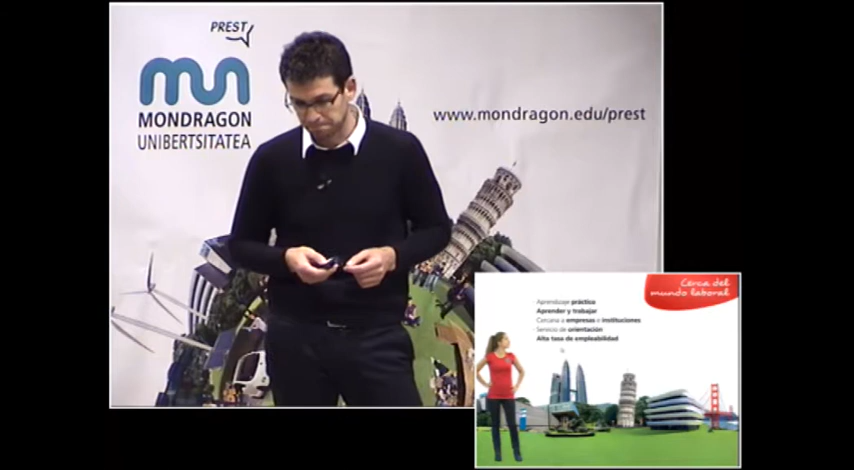 PREST
MONDRAGON
UNIBERTSITATEA
www.mondragon.edu/prest
Cerca del
mundo laboral
Aprendizaje práctico
Aprender y trabajar
Cercanía a empresas e instituciones
Servicio de orientación
Alta tasa de empleabilidad